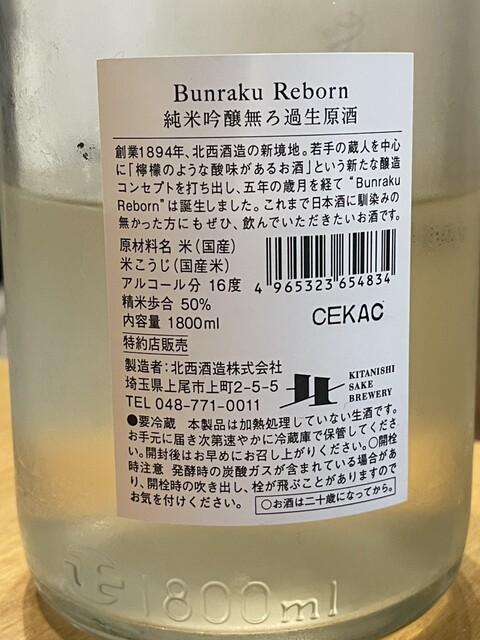 Bunraku Reborn
純米吟醸無ろ過生原酒
創業1894年、北西酒造の新境地。若手の蔵人を中心
に「檸檬のような酸味があるお酒」という新たな醸造
コンセプトを打ち出し、五年の歳月を経て“Bunraku
Reborn”は誕生しました。これまで日本酒に馴染みの
無かった方にもぜひ、飲んでいただきたいお酒です。
原材料名 米(国産)
米こうじ(国産米)
アルコール分 16度
精米歩合 50%
内容量 1800ml
特約店販売
4 965323 654834
CEKAC
製造者:北西酒造株式会社
埼玉県上尾市上町2-5-5
TEL 048-771-0011
KITANISHI
SAKE
BREWERY
●要冷蔵 本製品は加熱処理していない生酒です。
お手元に届き次第速やかに冷蔵庫で保管してくださ
い。開封後はお早めにお召し上がりください。○開栓
時注意 発酵時の炭酸ガスが含まれている場合があ
り、開栓時の吹き出し、栓が飛ぶことがありますので
お気を付けください。
○お酒は二十歳になってから。
1800ml